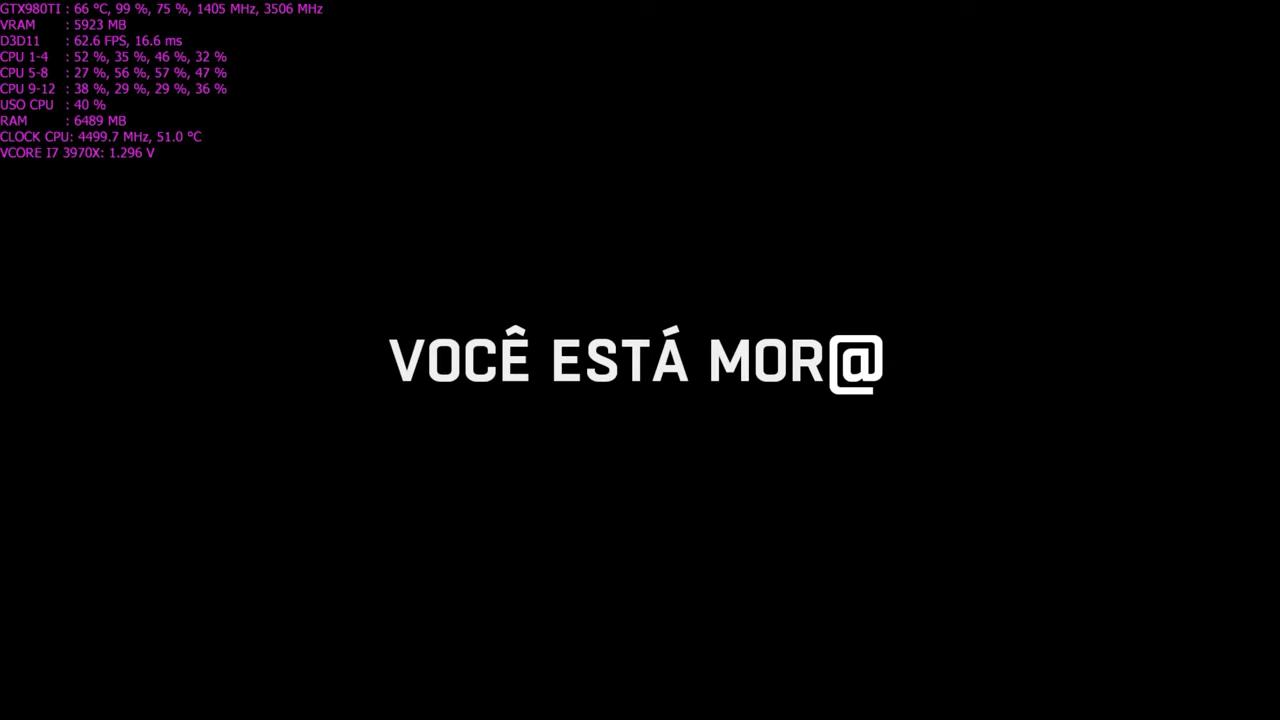 GTX980TI : 66 °C, 99 %, 75 %, 1405 MHz, 3506 MHz
VRAM : 5923 MB
D3D11 : 62.6 FPS, 16.6 ms
CPU 1-4 : 52 %, 35 %, 46 %, 32 %
CPU 5-8 : 27 %, 56 %, 57 %, 47 %
CPU 9-12 : 38 %, 29 %, 29 %, 36 %
USO CPU : 40 %
RAM : 6489 MB
CLOCK CPU: 4499.7 MHz, 51.0 °C
VCORE I7 3970X: 1.296 V
VOCÊ ESTÁ MOR@